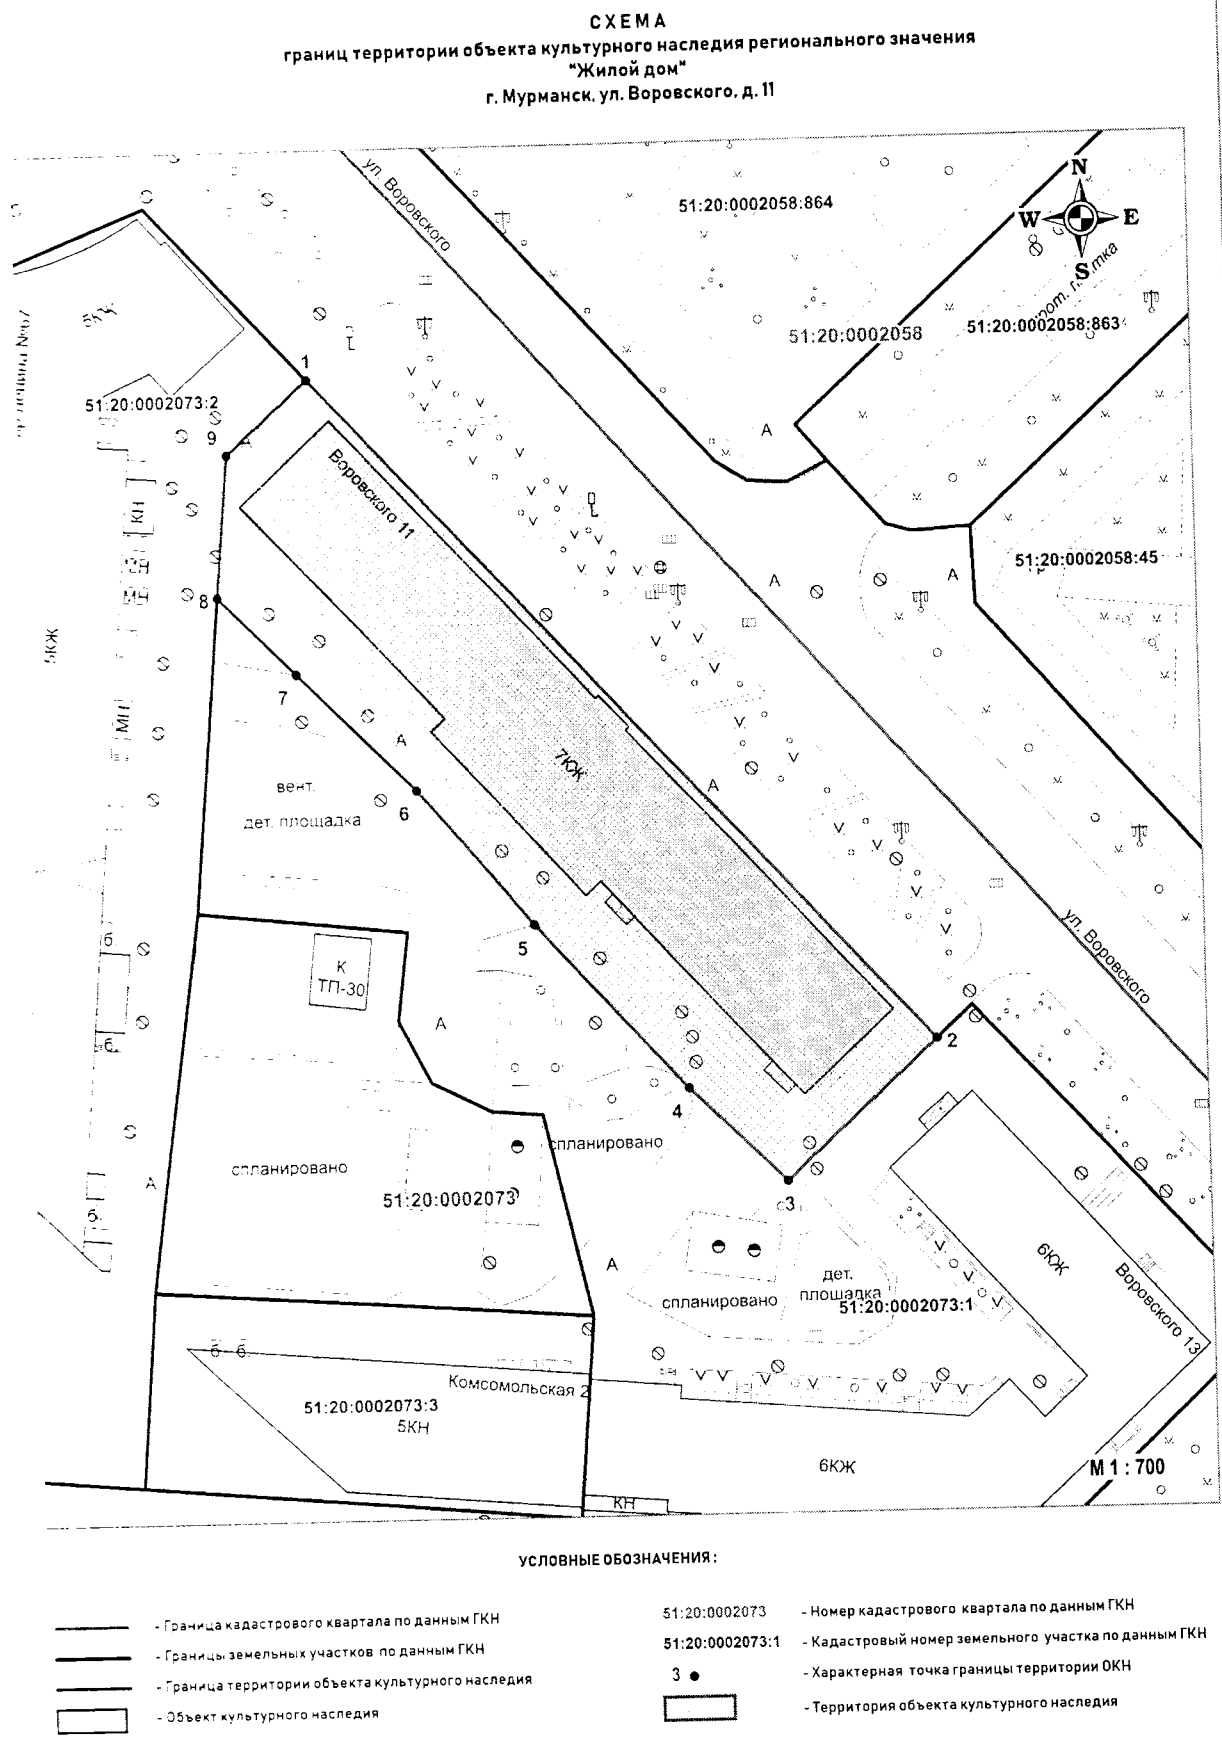 СХЕМА
границ территории объекта культурного наследия регионального значения
"Жилой дом"
г. Мурманск, ул. Воровского, д. 11
ул. Воровского
51:20:0002058:864
N
W
E
S
51:20:0002058
51:20:0002058:863
5КЖ
1
51:20:0002073:2
9
А
Воровского 11
КН
А
51:20:0002058:45
А
А
8
МН
5КЖ
7
МН
А
7КЖ
А
вент.
6
дет. площадка
5
ул. Воровского
б.
К
ТП-30
А
2
б.
4
спланировано
спланировано
А
51:20:0002073
3
б.
А
дет.
площадка
спланировано
51:20:0002073:1
6КЖ
Воровского 13
б. б.
Комсомольская 2
51:20:0002073:3
5КН
6КЖ
М 1 : 700
КН
УСЛОВНЫЕ ОБОЗНАЧЕНИЯ:
- Граница кадастрового квартала по данным ГКН
- Границы земельных участков по данным ГКН
- Граница территории объекта культурного наследия
- Объект культурного наследия
51:20:0002073 - Номер кадастрового квартала по данным ГКН
51:20:0002073:1 - Кадастровый номер земельного участка по данным ГКН
3 - Характерная точка границы территории ОКН
- Территория объекта культурного наследия